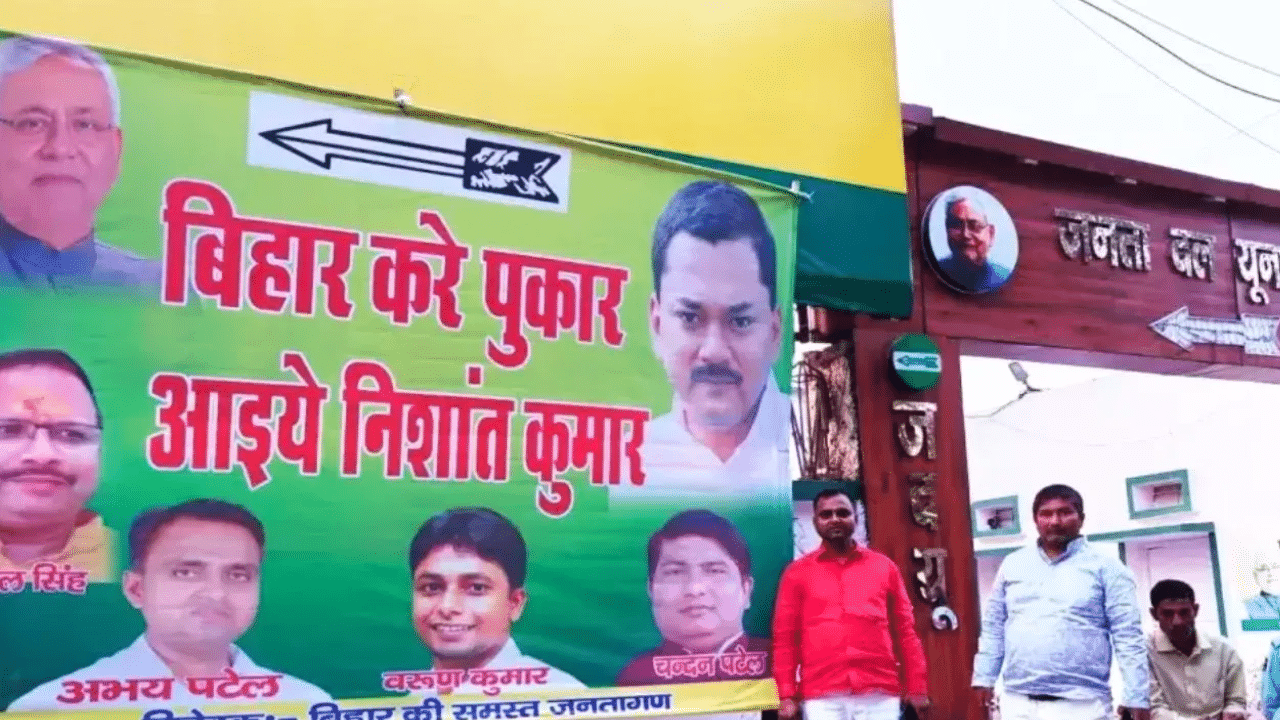 बिहार करे पुकार
आइये निशांत कुमार
ल सिंह
अभय पटेल
वरूण कुमार
चन्दन पटेल
बिहार की समस्त जनतागण
जनता दल यून
ज
द
यू